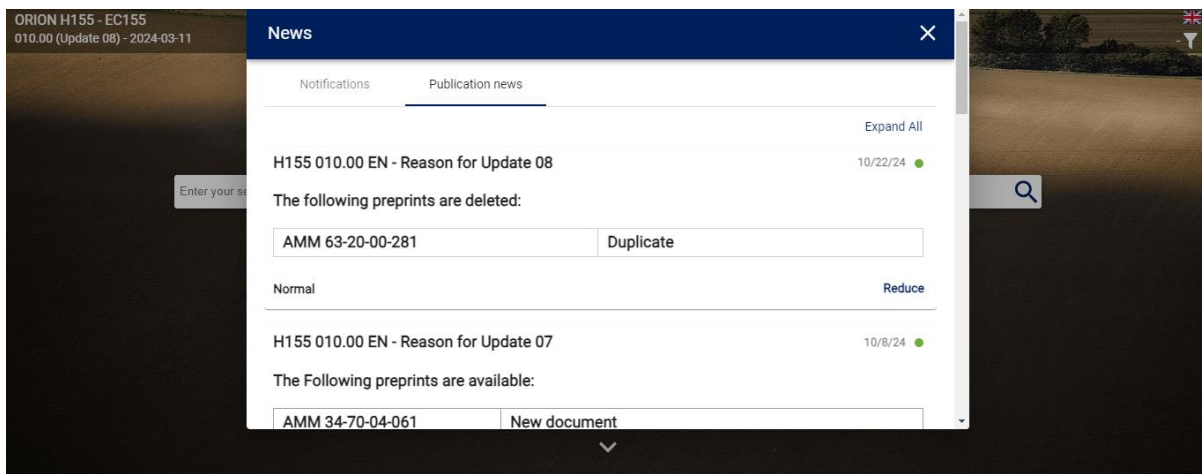 ORION H155 - EC155
010.00 (Update 08) - 2024-03-11
News
Notifications Publication news
Expand All
H155 010.00 EN - Reason for Update 08 10/22/24
Enter your se
The following preprints are deleted:
AMM 63-20-00-281 Duplicate
Normal Reduce
H155 010.00 EN - Reason for Update 07 10/8/24
The Following preprints are available:
AMM 34-70-04-061 New document